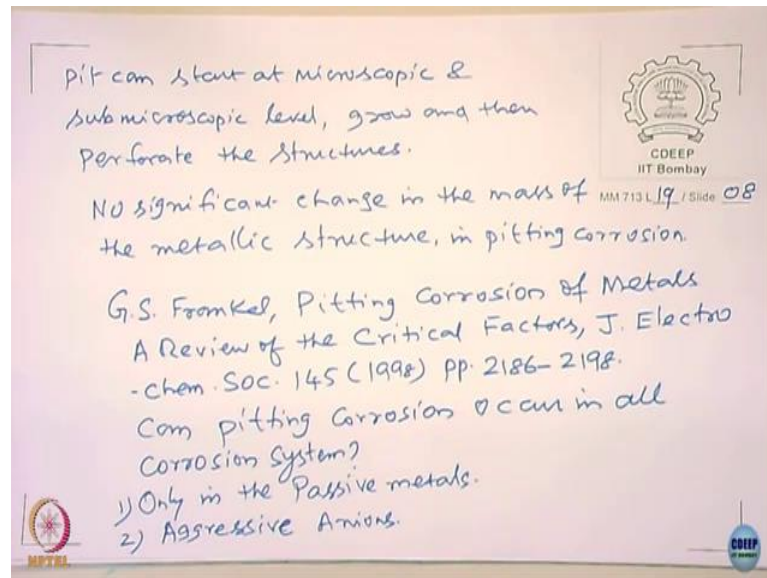 Pit can start at microscopic &
submicroscopic level, grow and then
Perforate the structures.
CDEEP
IIT Bombay
No significant change in the mass of
MM 713 L 19 / Slide 08
the metallic structure, in pitting corrosion.
G.S. Frankel, Pitting Corrosion of Metals
A Review of the Critical Factors, J. Electro
-chem. Soc. 145 (1998) pp. 2186-2198.
Can pitting Corrosion occur in all
Corrosion system?
1) Only in the Passive metals.
2) Aggressive Anions.
NPTEL
CDEEP